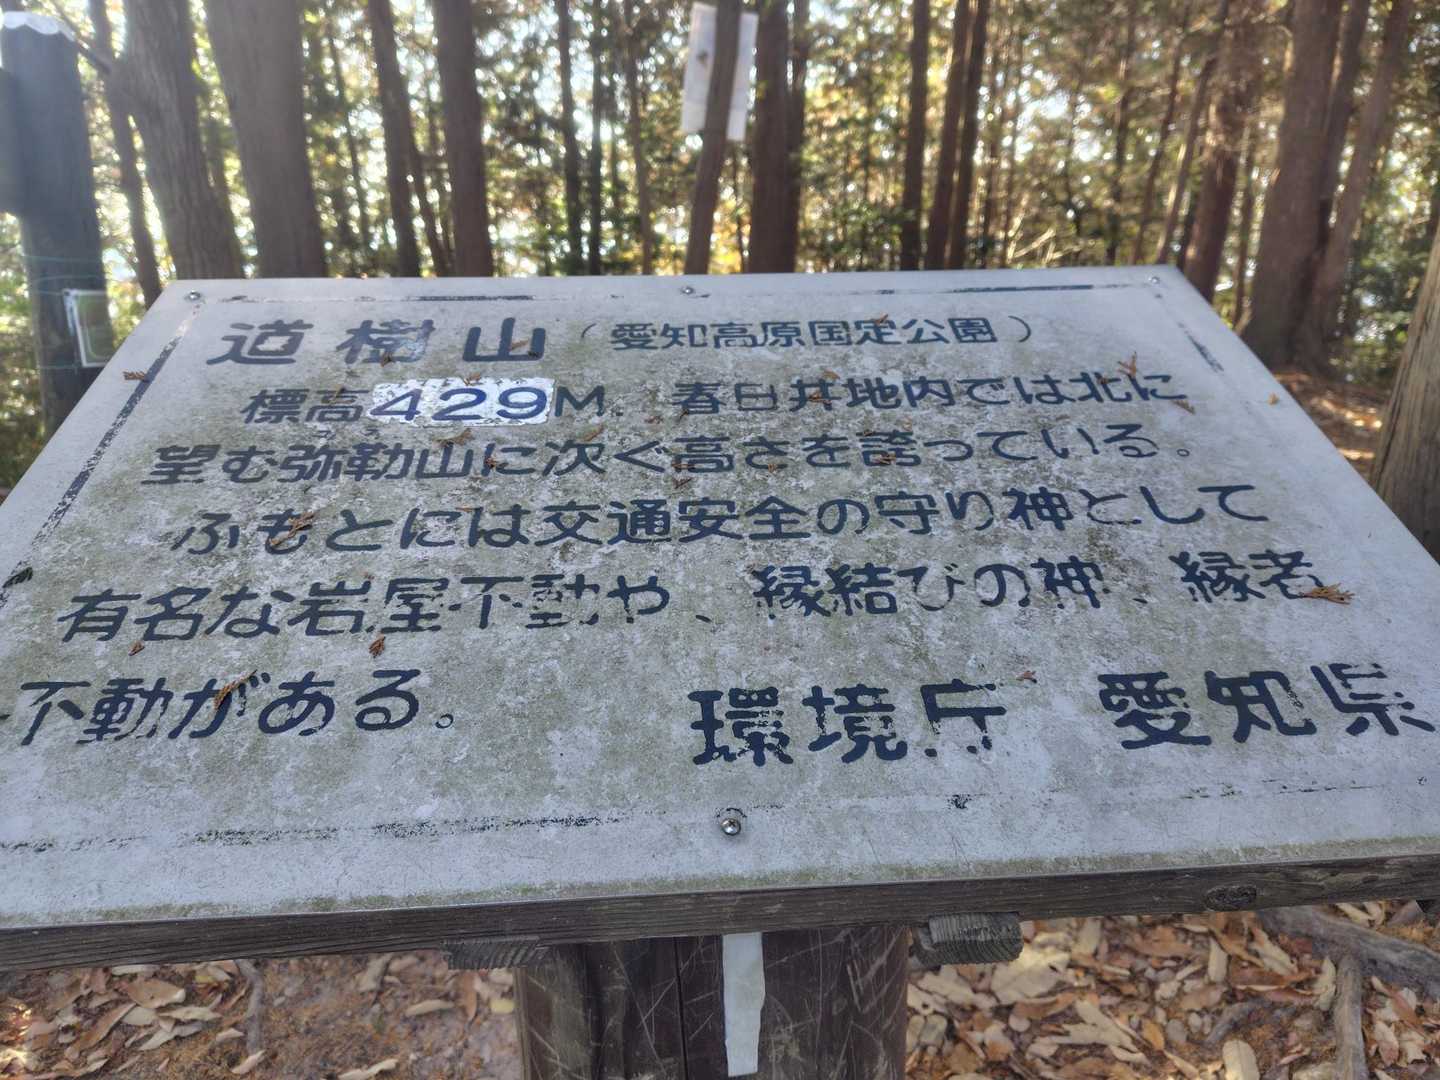 道樹山（愛知高原国定公園）
標高429M．春日井地内では北に
望む弥勒山に次ぐ高さを誇っている。
ふもとには交通安全の守り神として
有名な岩屋不動や、縁結びの神、縁者
不動がある。
環境庁 愛知県